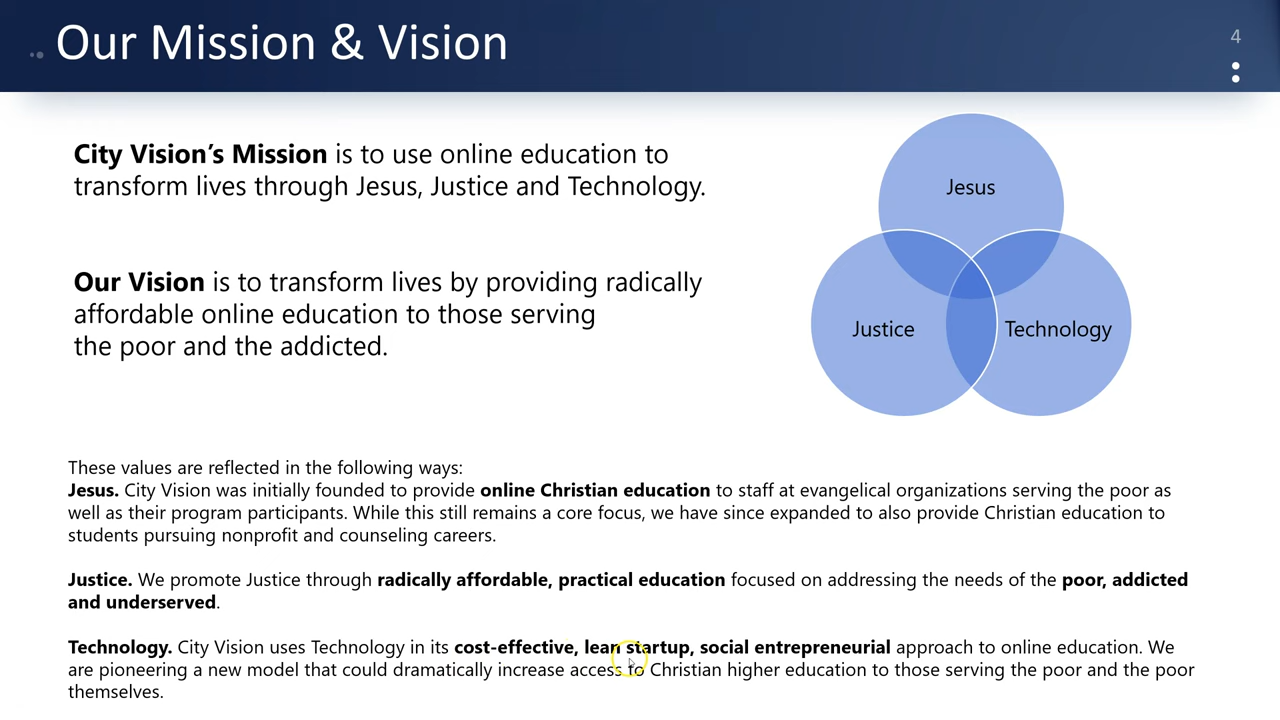 Our Mission & Vision
4
City Vision’s Mission is to use online education to
transform lives through Jesus, Justice and Technology.
Our Vision is to transform lives by providing radically
affordable online education to those serving
the poor and the addicted.
Jesus
Justice
Technology
These values are reflected in the following ways:
Jesus. City Vision was initially founded to provide online Christian education to staff at evangelical organizations serving the poor as
well as their program participants. While this still remains a core focus, we have since expanded to also provide Christian education to
students pursuing nonprofit and counseling careers.
Justice. We promote Justice through radically affordable, practical education focused on addressing the needs of the poor, addicted
and underserved.
Technology. City Vision uses Technology in its cost-effective, lean startup, social entrepreneurial approach to online education. We
are pioneering a new model that could dramatically increase access to Christian higher education to those serving the poor and the poor
themselves.